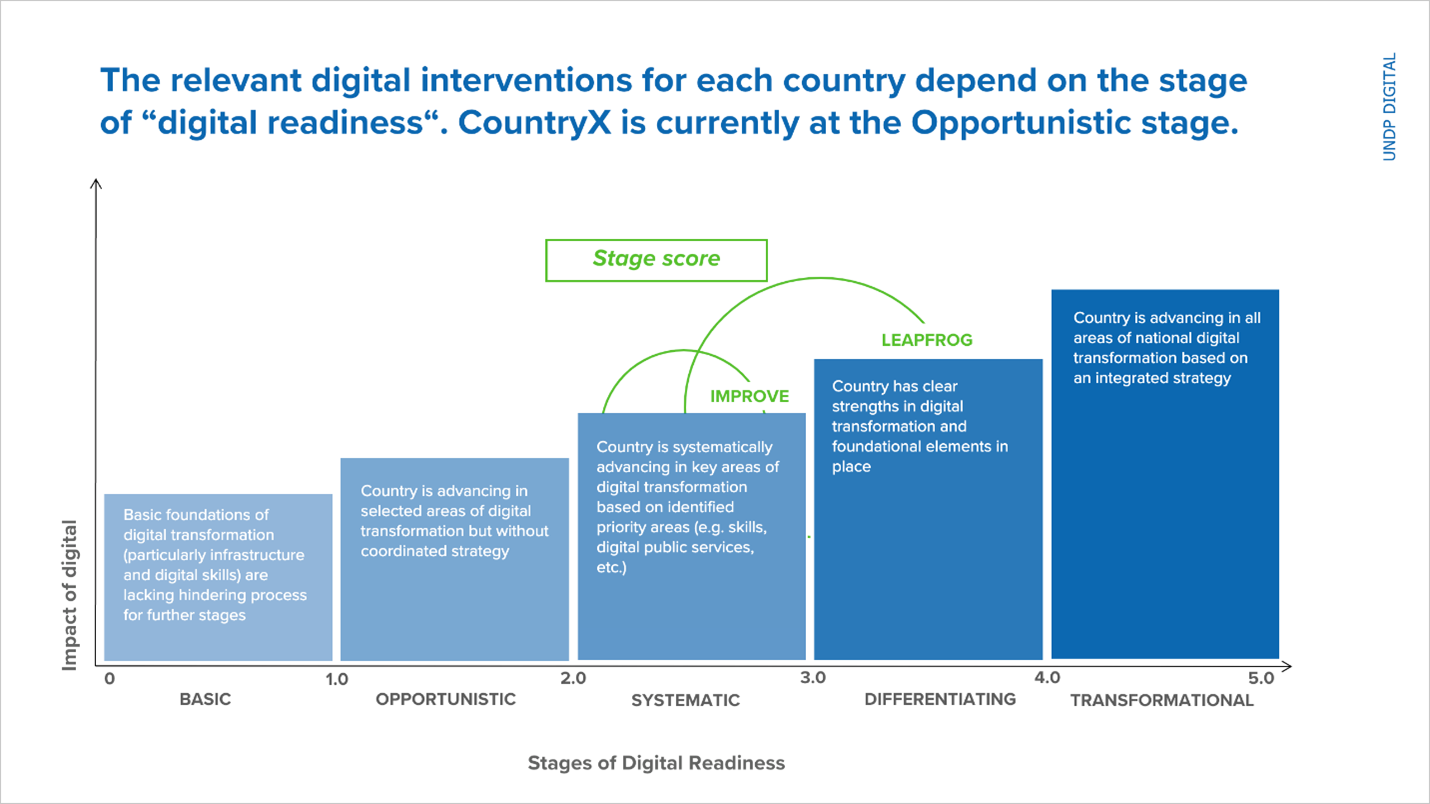 The relevant digital interventions for each country depend on the stage
of “digital readiness“. CountryX is currently at the Opportunistic stage.
UNDP DIGITAL
Stage score
LEAPFROG
IMPROVE
Basic foundations of
digital transformation
(particularly infrastructure
and digital skills) are
lacking hindering process
for further stages
Country is advancing in
selected areas of digital
transformation but without
coordinated strategy
Country is systematically
advancing in key areas of
digital transformation
based on identified
priority areas (e.g. skills,
digital public services,
etc.)
Country has clear
strengths in digital
transformation and
foundational elements in
place
Country is advancing in all
areas of national digital
transformation based on
an integrated strategy
Impact of digital
0 1.0 2.0 3.0 4.0 5.0
BASIC OPPORTUNISTIC SYSTEMATIC DIFFERENTIATING TRANSFORMATIONAL
Stages of Digital Readiness